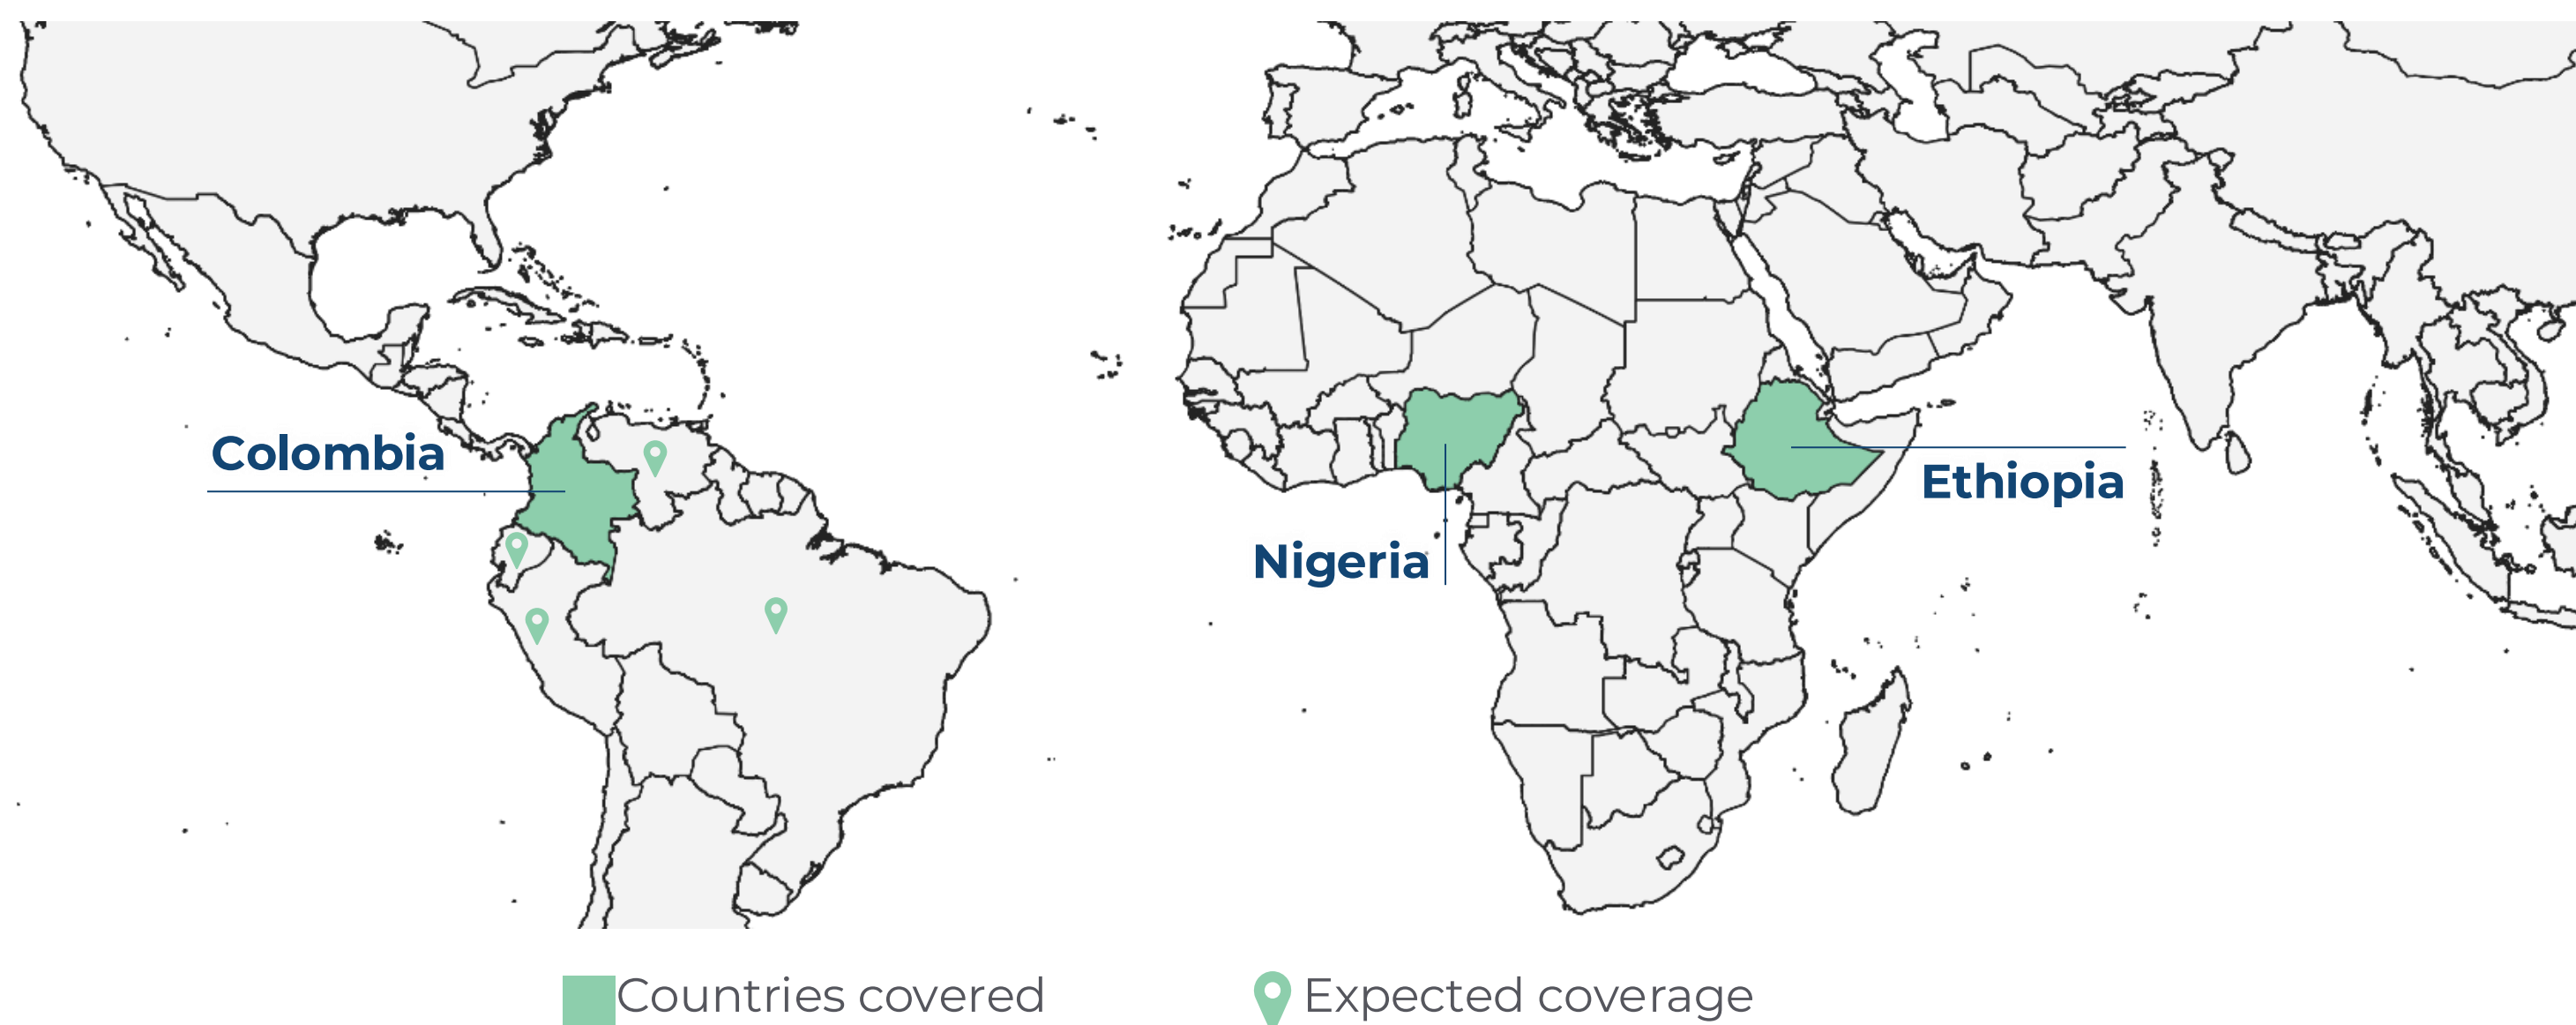 Colombia
Ethiopia
Nigeria
Countries covered
Expected coverage